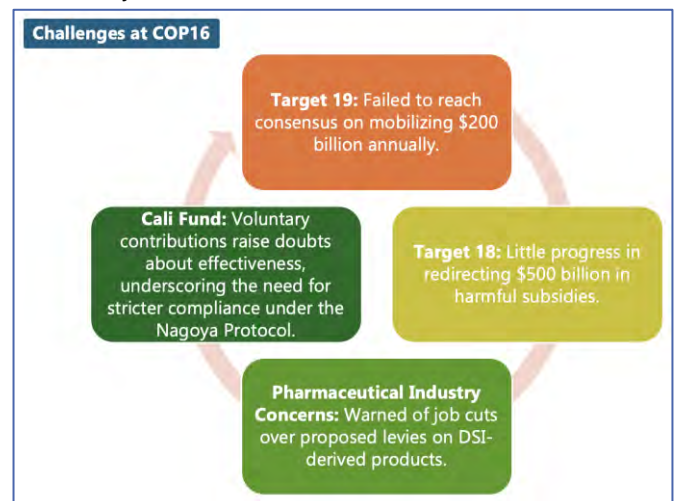 Challenges at COP16
Target 19: Failed to reach
consensus on mobilizing $200
billion annually.
Target 18: Little progress in
redirecting $500 billion in
harmful subsidies.
Pharmaceutical Industry
Concerns: Warned of job cuts
over proposed levies on DSI-
derived products.
Cali Fund: Voluntary
contributions raise doubts
about effectiveness,
underscoring the need for
stricter compliance under the
Nagoya Protocol.